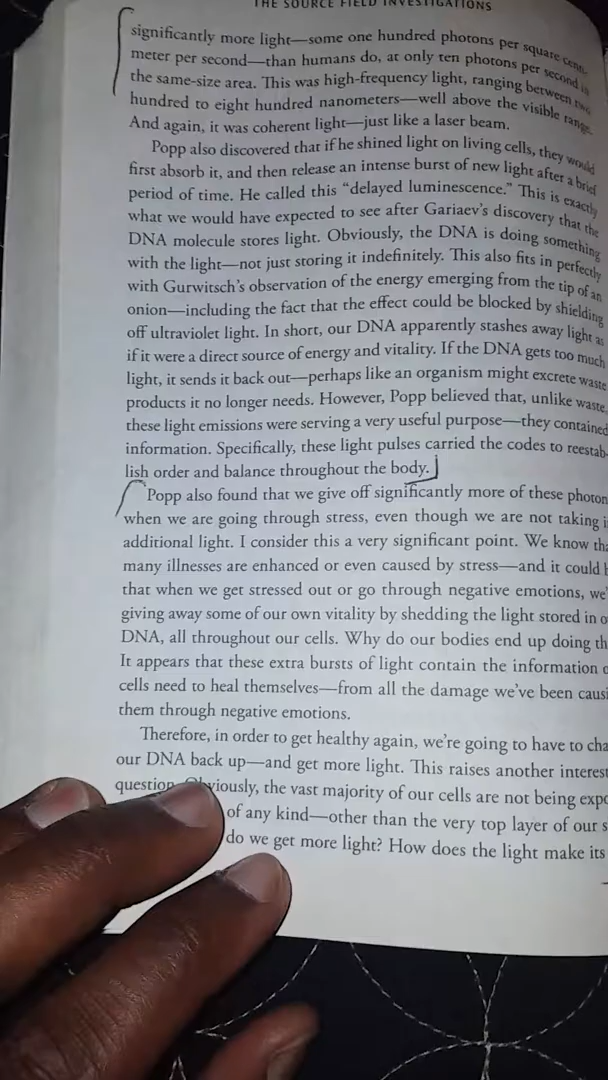 THE SOURCE FIELD INVESTIGATIONS
significantly more light—some one hundred photons per square centi-
meter per second—than humans do, at only ten photons per second in
the same-size area. This was high-frequency light, ranging between two
hundred to eight hundred nanometers—well above the visible range.
And again, it was coherent light—just like a laser beam.
Popp also discovered that if he shined light on living cells, they would
first absorb it, and then release an intense burst of new light after a brief
period of time. He called this “delayed luminescence.” This is exactly
what we would have expected to see after Gariaev’s discovery that the
DNA molecule stores light. Obviously, the DNA is doing something
with the light—not just storing it indefinitely. This also fits in perfectly
with Gurwitsch’s observation of the energy emerging from the tip of an
onion—including the fact that the effect could be blocked by shielding
off ultraviolet light. In short, our DNA apparently stashes away light as
if it were a direct source of energy and vitality. If the DNA gets too much
light, it sends it back out—perhaps like an organism might excrete waste
products it no longer needs. However, Popp believed that, unlike waste,
these light emissions were serving a very useful purpose—they contained
information. Specifically, these light pulses carried the codes to reestab-
lish order and balance throughout the body.
Popp also found that we give off significantly more of these photon
when we are going through stress, even though we are not taking i
additional light. I consider this a very significant point. We know tha
many illnesses are enhanced or even caused by stress—and it could b
that when we get stressed out or go through negative emotions, we’
giving away some of our own vitality by shedding the light stored in o
DNA, all throughout our cells. Why do our bodies end up doing th
It appears that these extra bursts of light contain the information o
cells need to heal themselves—from all the damage we’ve been causi
them through negative emotions.
Therefore, in order to get healthy again, we’re going to have to cha
our DNA back up—and get more light. This raises another interest
question. Obviously, the vast majority of our cells are not being expo
of any kind—other than the very top layer of our s
do we get more light? How does the light make its